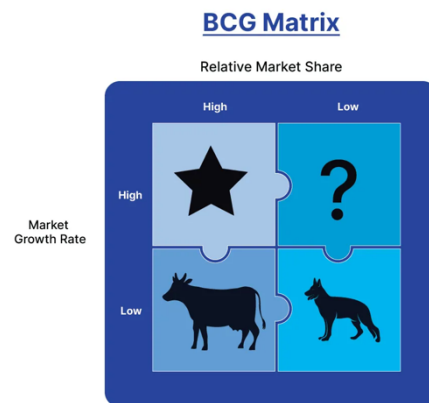 BCG Matrix
Relative Market Share
High Low
High
?
Market
Growth Rate
Low